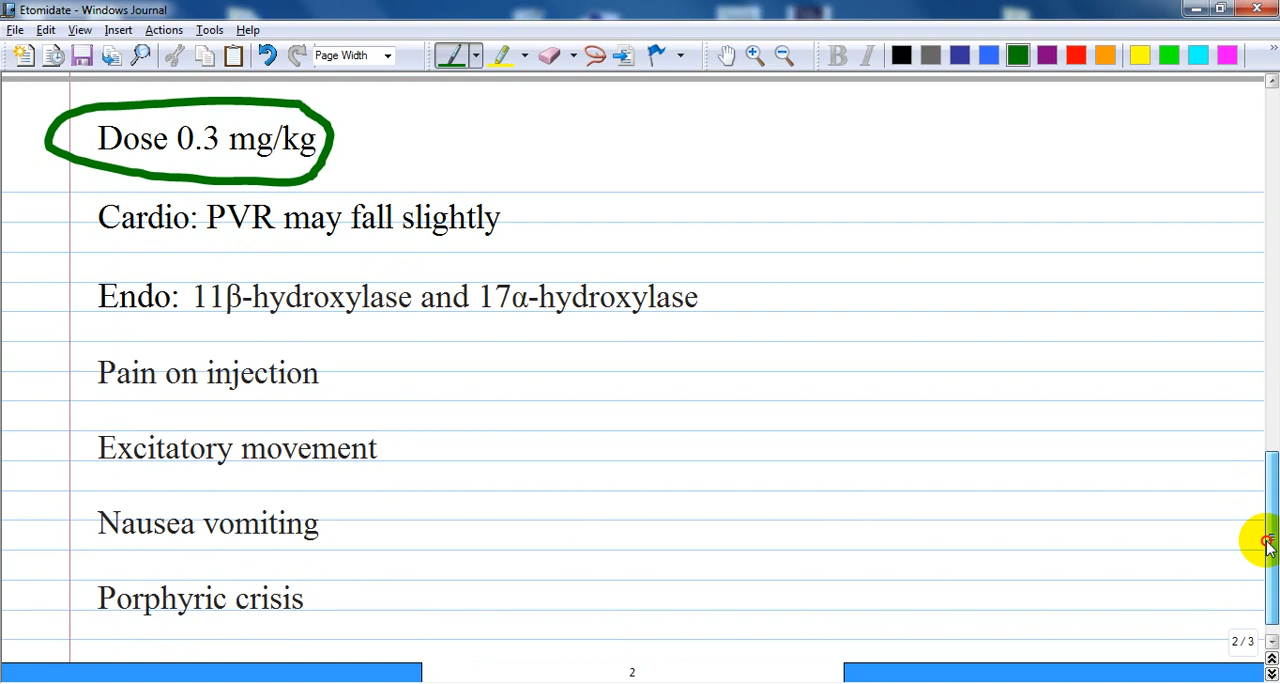 Etomidate - Windows Journal
File Edit View Insert Actions Tools Help
Page Width B I
Dose 0.3 mg/kg
Cardio: PVR may fall slightly
Endo: 11β-hydroxylase and 17α-hydroxylase
Pain on injection
Excitatory movement
Nausea vomiting
Porphyric crisis
2 / 3
2